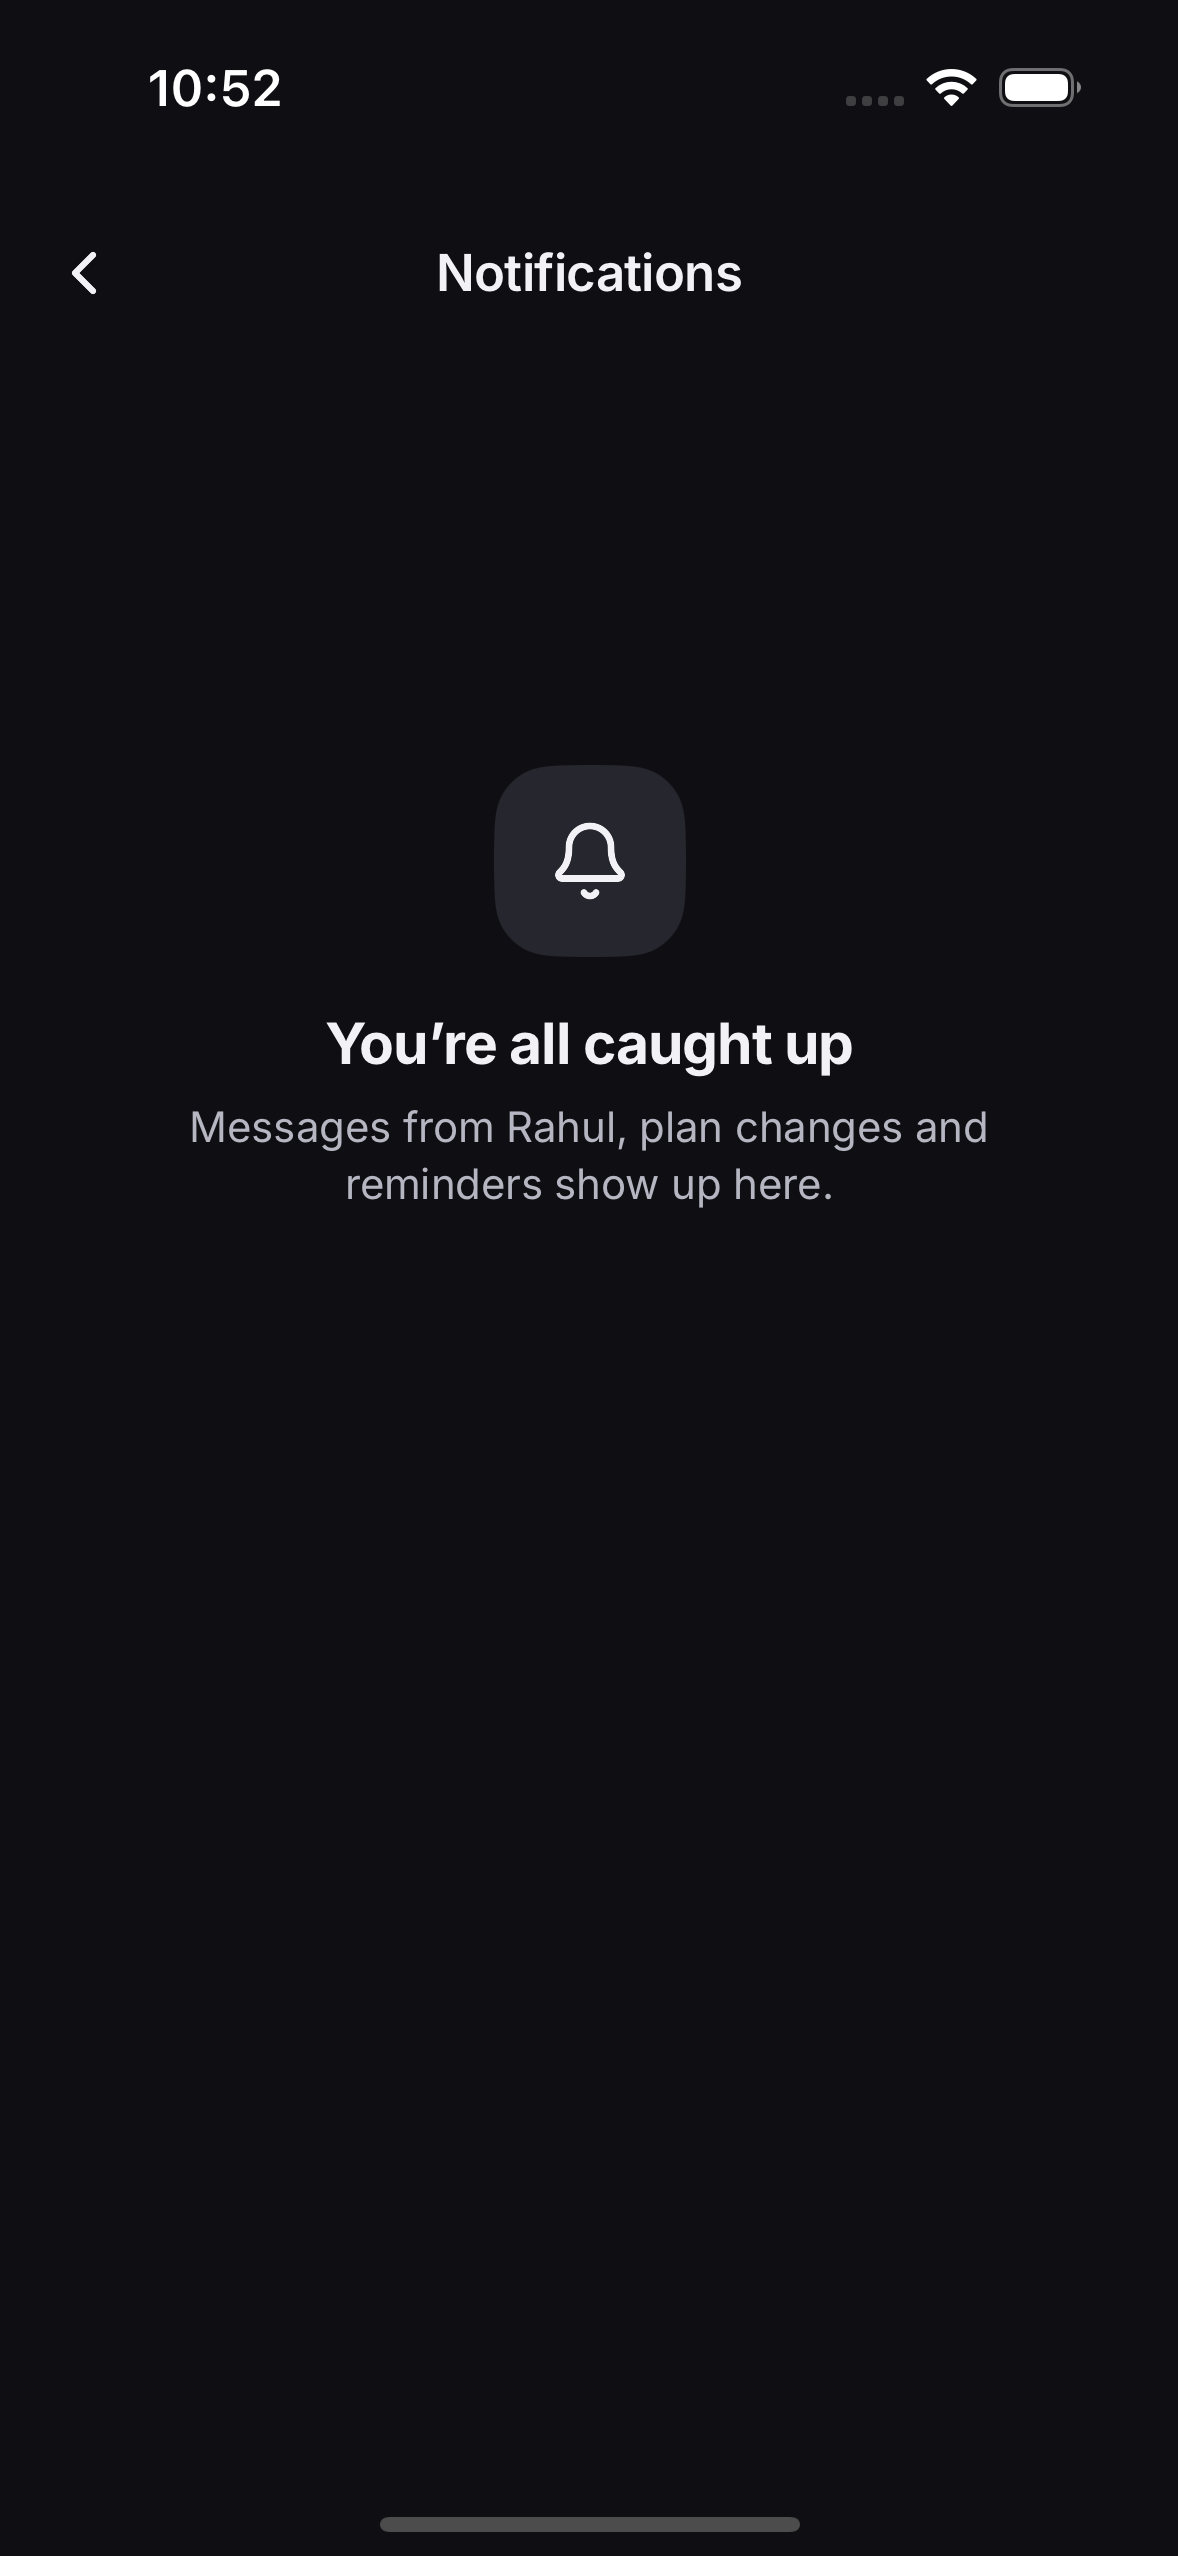 10:52
Notifications
You’re all caught up
Messages from Rahul, plan changes and
reminders show up here.